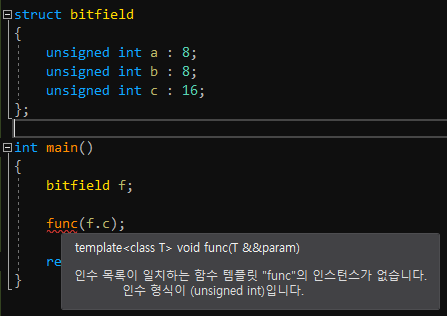 struct bitfield
{
unsigned int a : 8;
unsigned int b : 8;
unsigned int c : 16;
};
int main()
{
bitfield f;
func(f.c);
template<class T> void func(T &&param)
인수 목록이 일치하는 함수 템플릿 "func"의 인스턴스가 없습니다.
인수 형식이 (unsigned int)입니다.
re
}